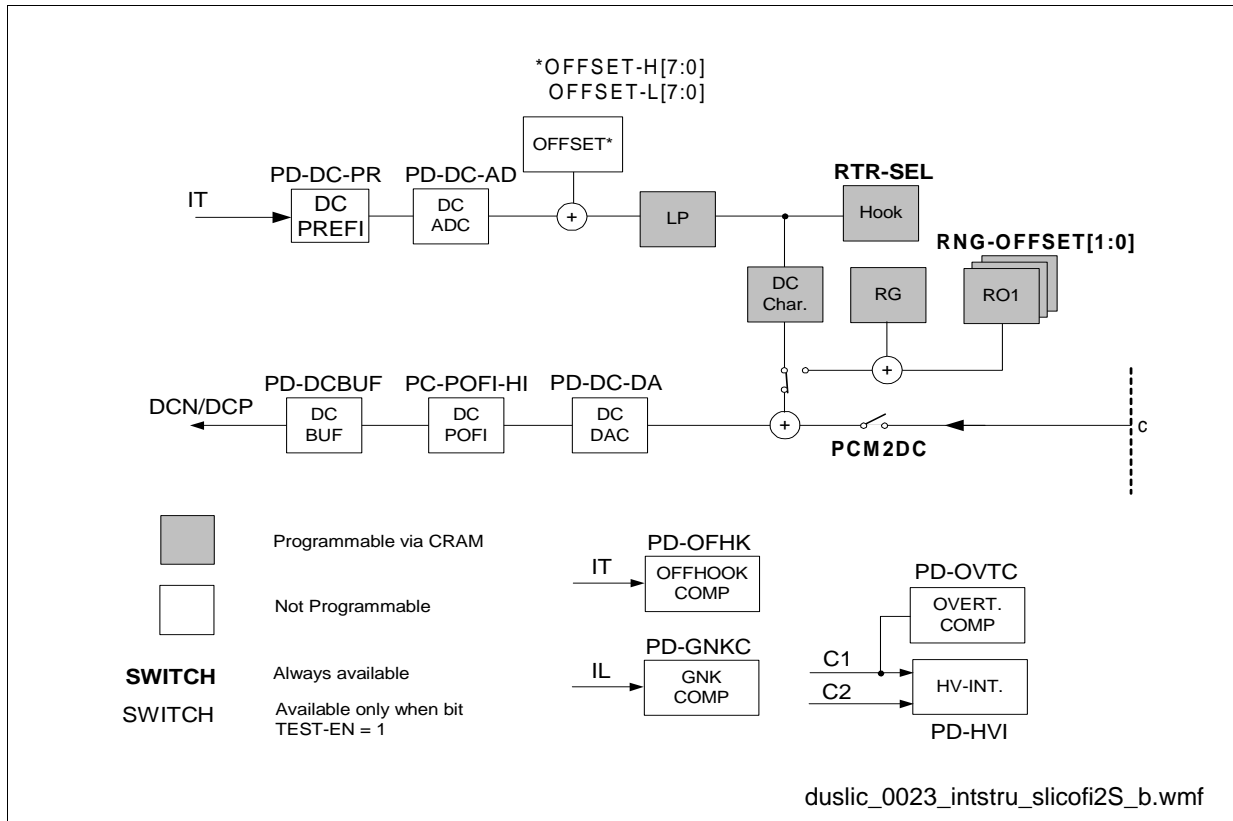 *OFFSET-H[7:0]
OFFSET-L[7:0]
OFFSET*
PD-DC-PR
PD-DC-AD
RTR-SEL
IT
DC
PREFI
DC
ADC
+
LP
Hook
RNG-OFFSET[1:0]
DC
Char.
RG
RO1
+
PD-DCBUF
PC-POFI-HI
PD-DC-DA
DCN/DCP
DC
BUF
DC
POFI
DC
DAC
+
C
PCM2DC
Programmable via CRAM
Not Programmable
SWITCH
Always available
SWITCH
Available only when bit
TEST-EN = 1
PD-OFHK
IT
OFFHOOK
COMP
PD-GNKC
IL
GNK
COMP
PD-OVTC
OVERT.
COMP
C1
C2
HV-INT.
PD-HVI
duslic_0023_intstru_slicofi2S_b.wmf